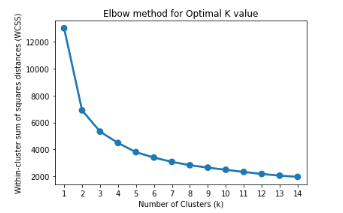 Elbow method for Optimal K value
Within-cluster sum of squares distances (WCSS)
12000
10000
8000
6000
4000
2000
1 2 3 4 5 6 7 8 9 10 11 12 13 14
Number of Clusters (k)